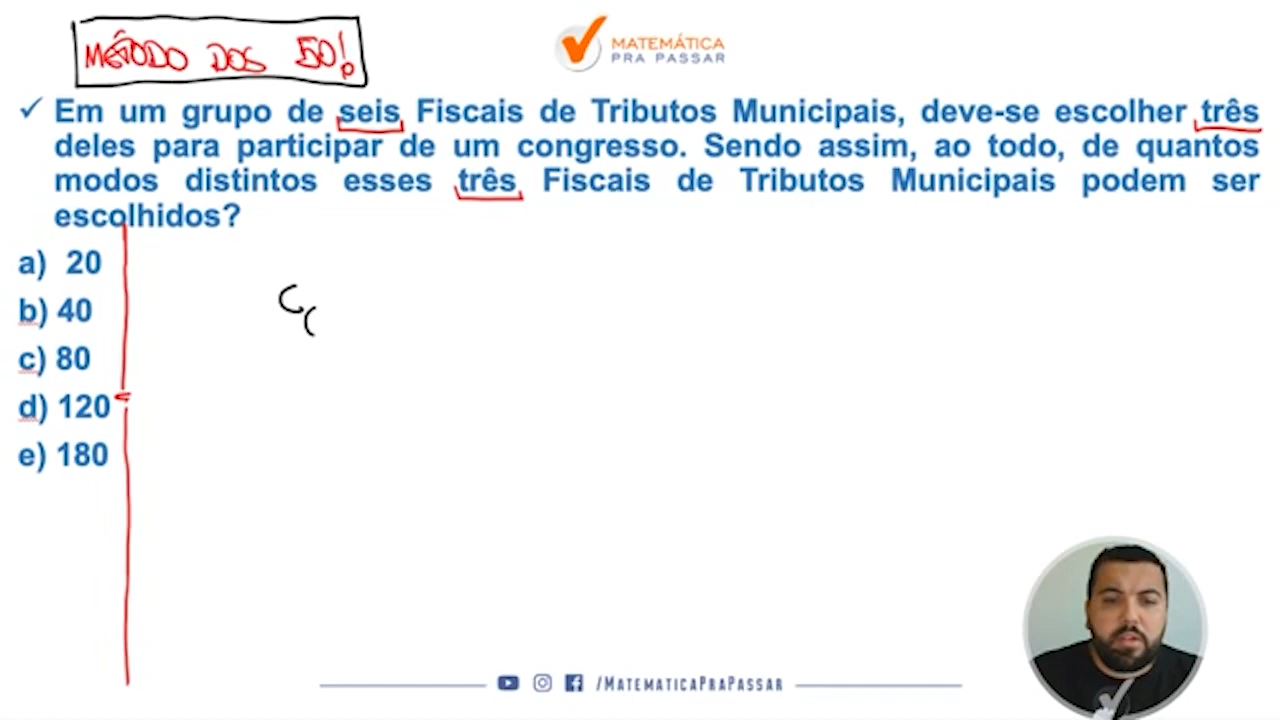 MÉTODO DOS 50!
MATEMÁTICA
PRA PASSAR
✓ Em um grupo de seis Fiscais de Tributos Municipais, deve-se escolher três
deles para participar de um congresso. Sendo assim, ao todo, de quantos
modos distintos esses três Fiscais de Tributos Municipais podem ser
escolhidos?
a) 20
b) 40
c) 80
d) 120
e) 180
/MATEMATICAPRAPASSAR